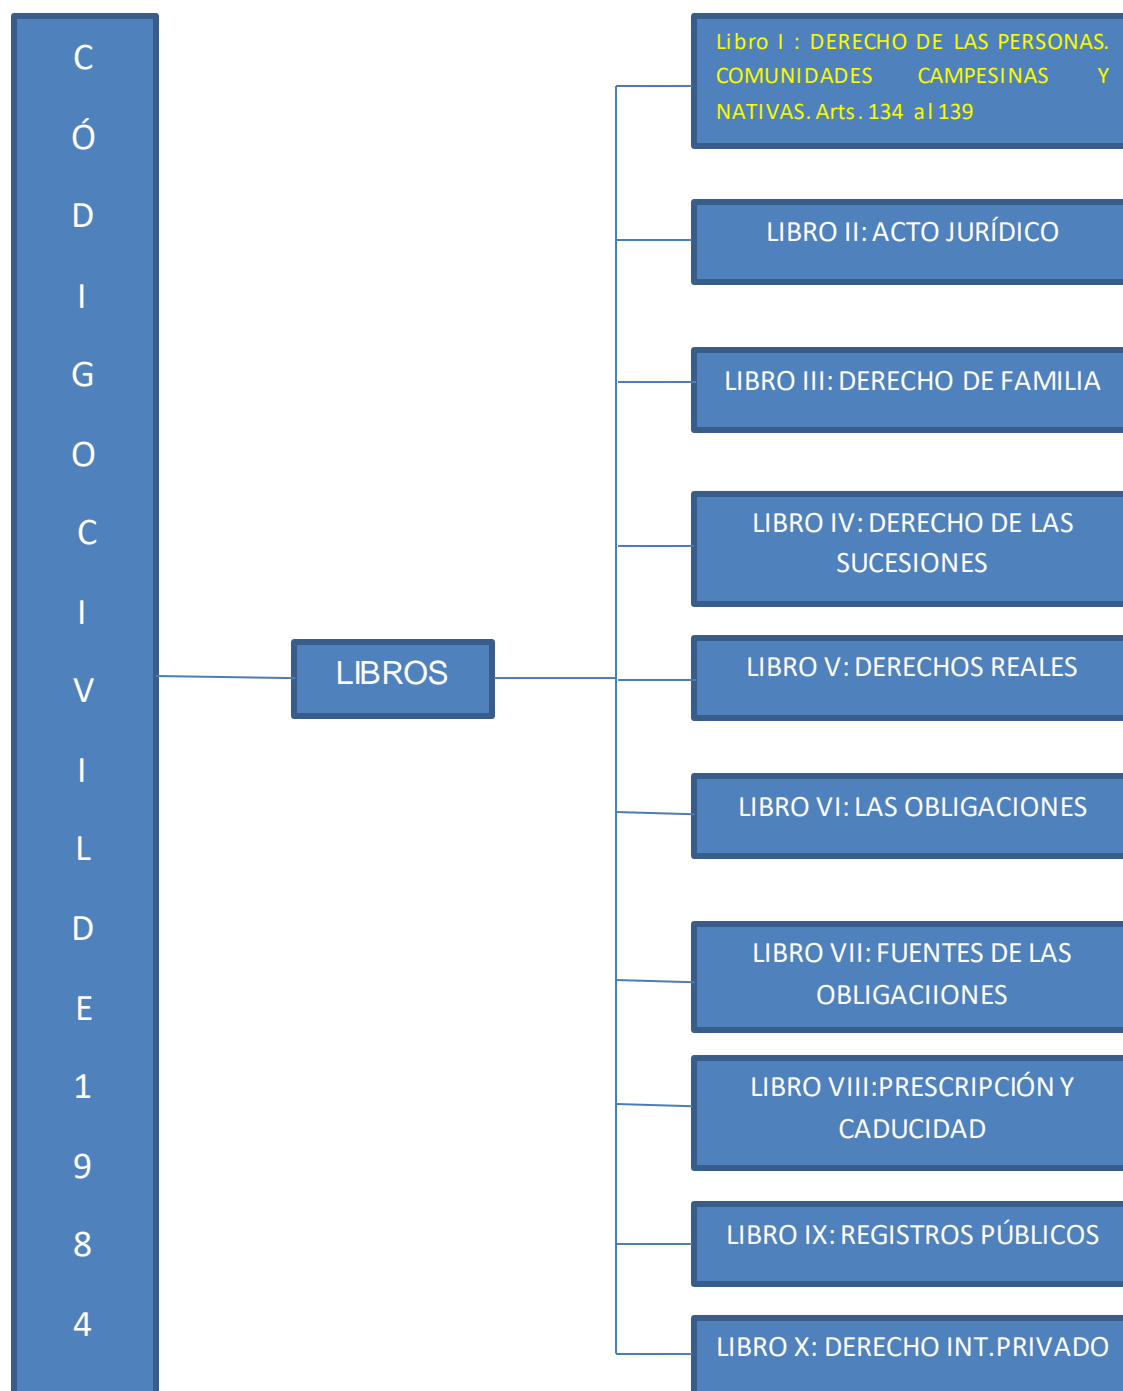 C
Ó
D
I
G
O
C
I
V
I
L
D
E
1
9
8
4
LIBROS
Libro I : DERECHO DE LAS PERSONAS.
COMUNIDADES CAMPESINAS Y
NATIVAS. Arts. 134 al 139
LIBRO II: ACTO JURÍDICO
LIBRO III: DERECHO DE FAMILIA
LIBRO IV: DERECHO DE LAS
SUCESIONES
LIBRO V: DERECHOS REALES
LIBRO VI: LAS OBLIGACIONES
LIBRO VII: FUENTES DE LAS
OBLIGACIIONES
LIBRO VIII:PRESCRIPCIÓN Y
CADUCIDAD
LIBRO IX: REGISTROS PÚBLICOS
LIBRO X: DERECHO INT.PRIVADO